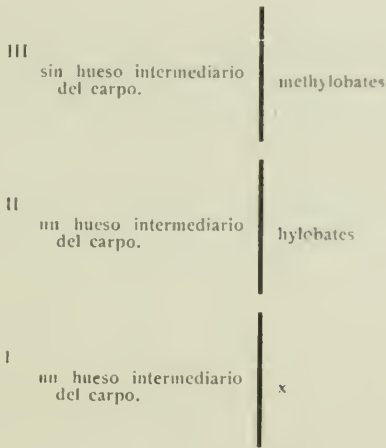 III
sin hueso intermediario
del carpo.
methylobates
II
un hueso intermediario
del carpo.
hylobates
I
un hueso intermediario
del carpo.
x